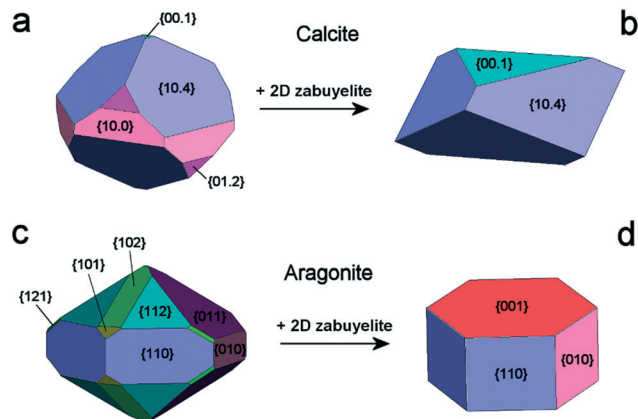 a
{00.1}
Calcite
b
{00.1}
{10.4}
+ 2D zabuyelite
{10.4}
{10.0}
{01.2}
c
{102}
{101}
Aragonite
d
{121}
{011}
{112}
{001}
+ 2D zabuyelite
{110}
{010}
{010}
{110}